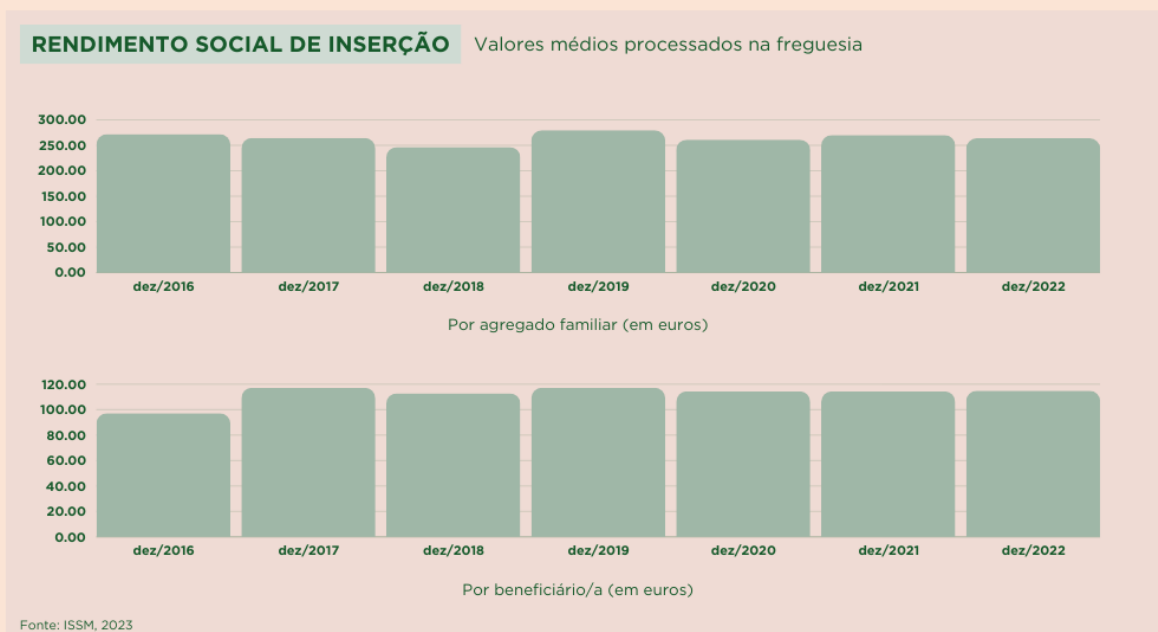 RENDIMENTO SOCIAL DE INSERÇÃO Valores médios processados na freguesia
300.00
250.00
200.00
150.00
100.00
50.00
0.00
dez/2016 dez/2017 dez/2018 dez/2019 dez/2020 dez/2021 dez/2022
Por agregado familiar (em euros)
120.00
100.00
80.00
60.00
40.00
20.00
0.00
dez/2016 dez/2017 dez/2018 dez/2019 dez/2020 dez/2021 dez/2022
Por beneficiário/a (em euros)
Fonte: ISSM, 2023